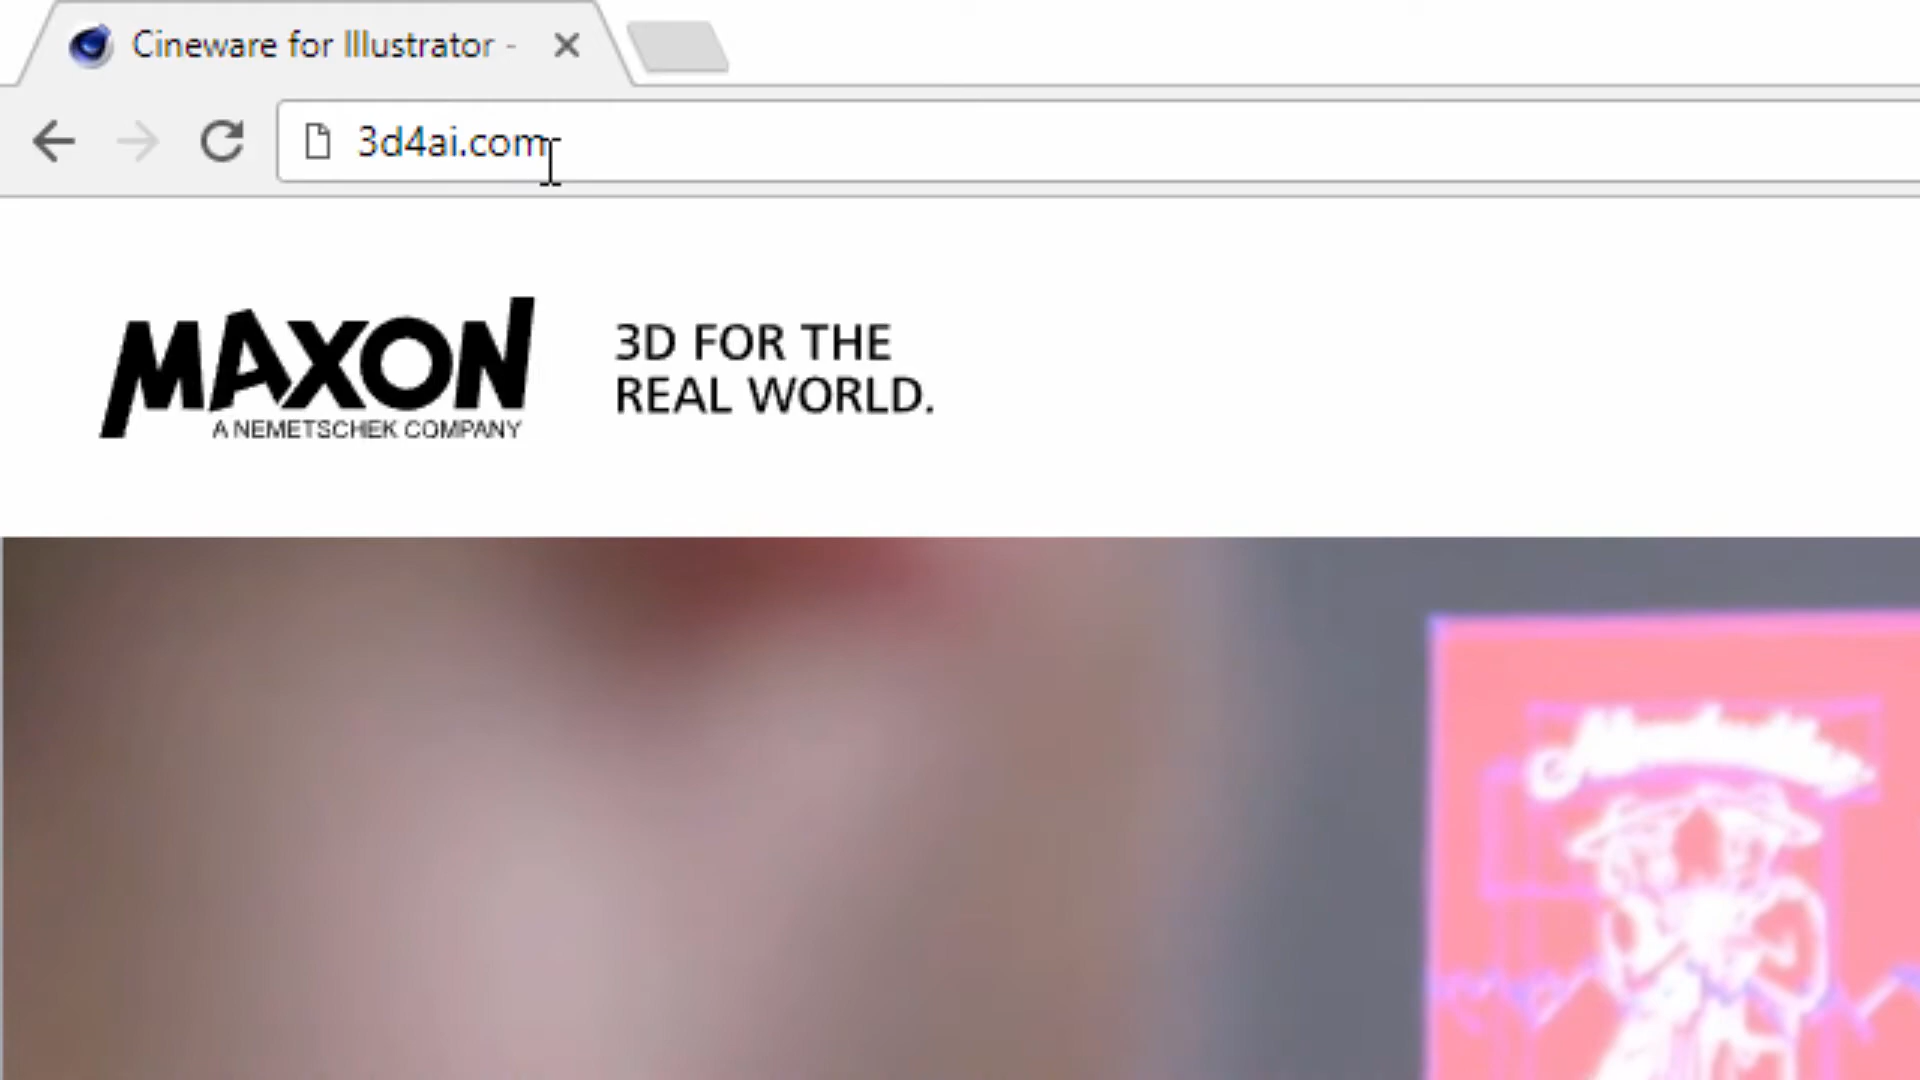 Cineware for Illustrator -
3d4ai.com
MAXON
A NEMETSCHEK COMPANY
3D FOR THE
REAL WORLD.